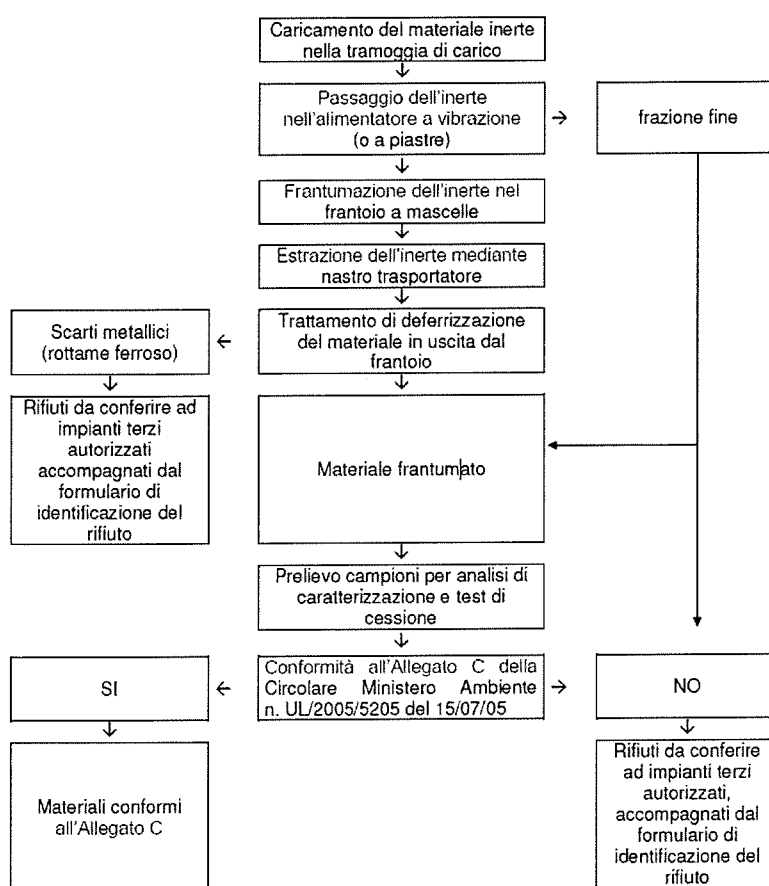 Caricamento del materiale inerte
nella tramoggia di carico
Passaggio dell'inerte
nell'alimentatore a vibrazione
(o a piastre)
frazione fine
Frantumazione dell'inerte nel
frantoio a mascelle
Estrazione dell'inerte mediante
nastro trasportatore
Scarti metallici
(rottame ferroso)
Trattamento di deferrizzazione
del materiale in uscita dal
frantoio
Rifiuti da conferire ad
impianti terzi
autorizzati
accompagnati dal
formulario di
identificazione del
rifiuto
Materiale frantumato
Prelievo campioni per analisi di
caratterizzazione e test di
cessione
SI
Conformità all'Allegato C della
Circolare Ministero Ambiente
n. UL/2005/5205 del 15/07/05
NO
Materiali conformi
all'Allegato C
Rifiuti da conferire
ad impianti terzi
autorizzati,
accompagnati dal
formulario di
identificazione del
rifiuto